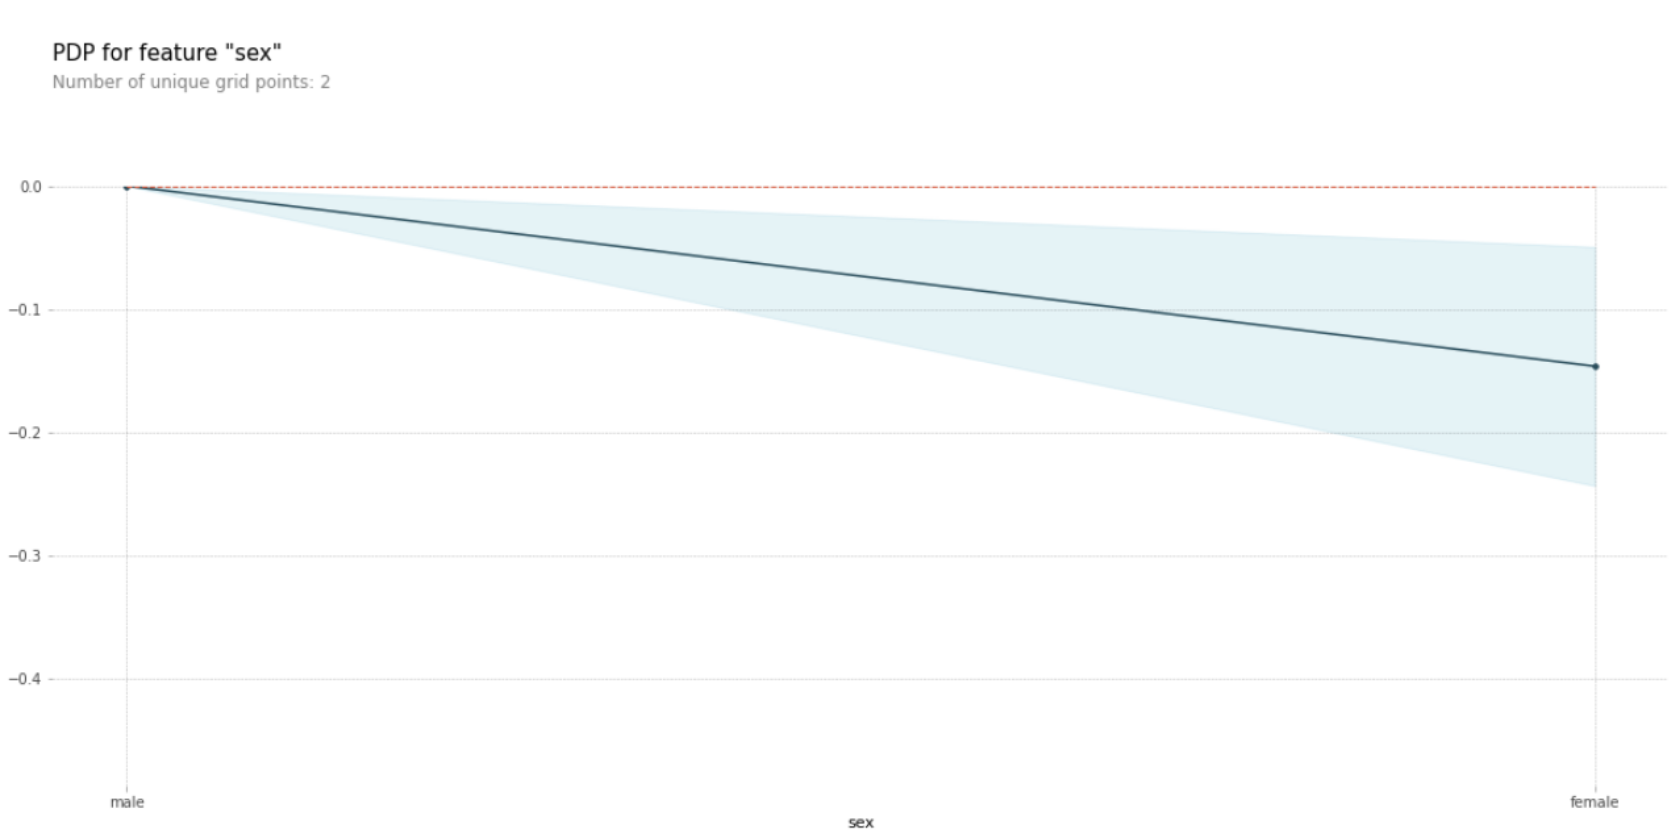 PDP for feature "sex"
Number of unique grid points: 2
0.0
−0.1
−0.2
−0.3
−0.4
male
female
sex